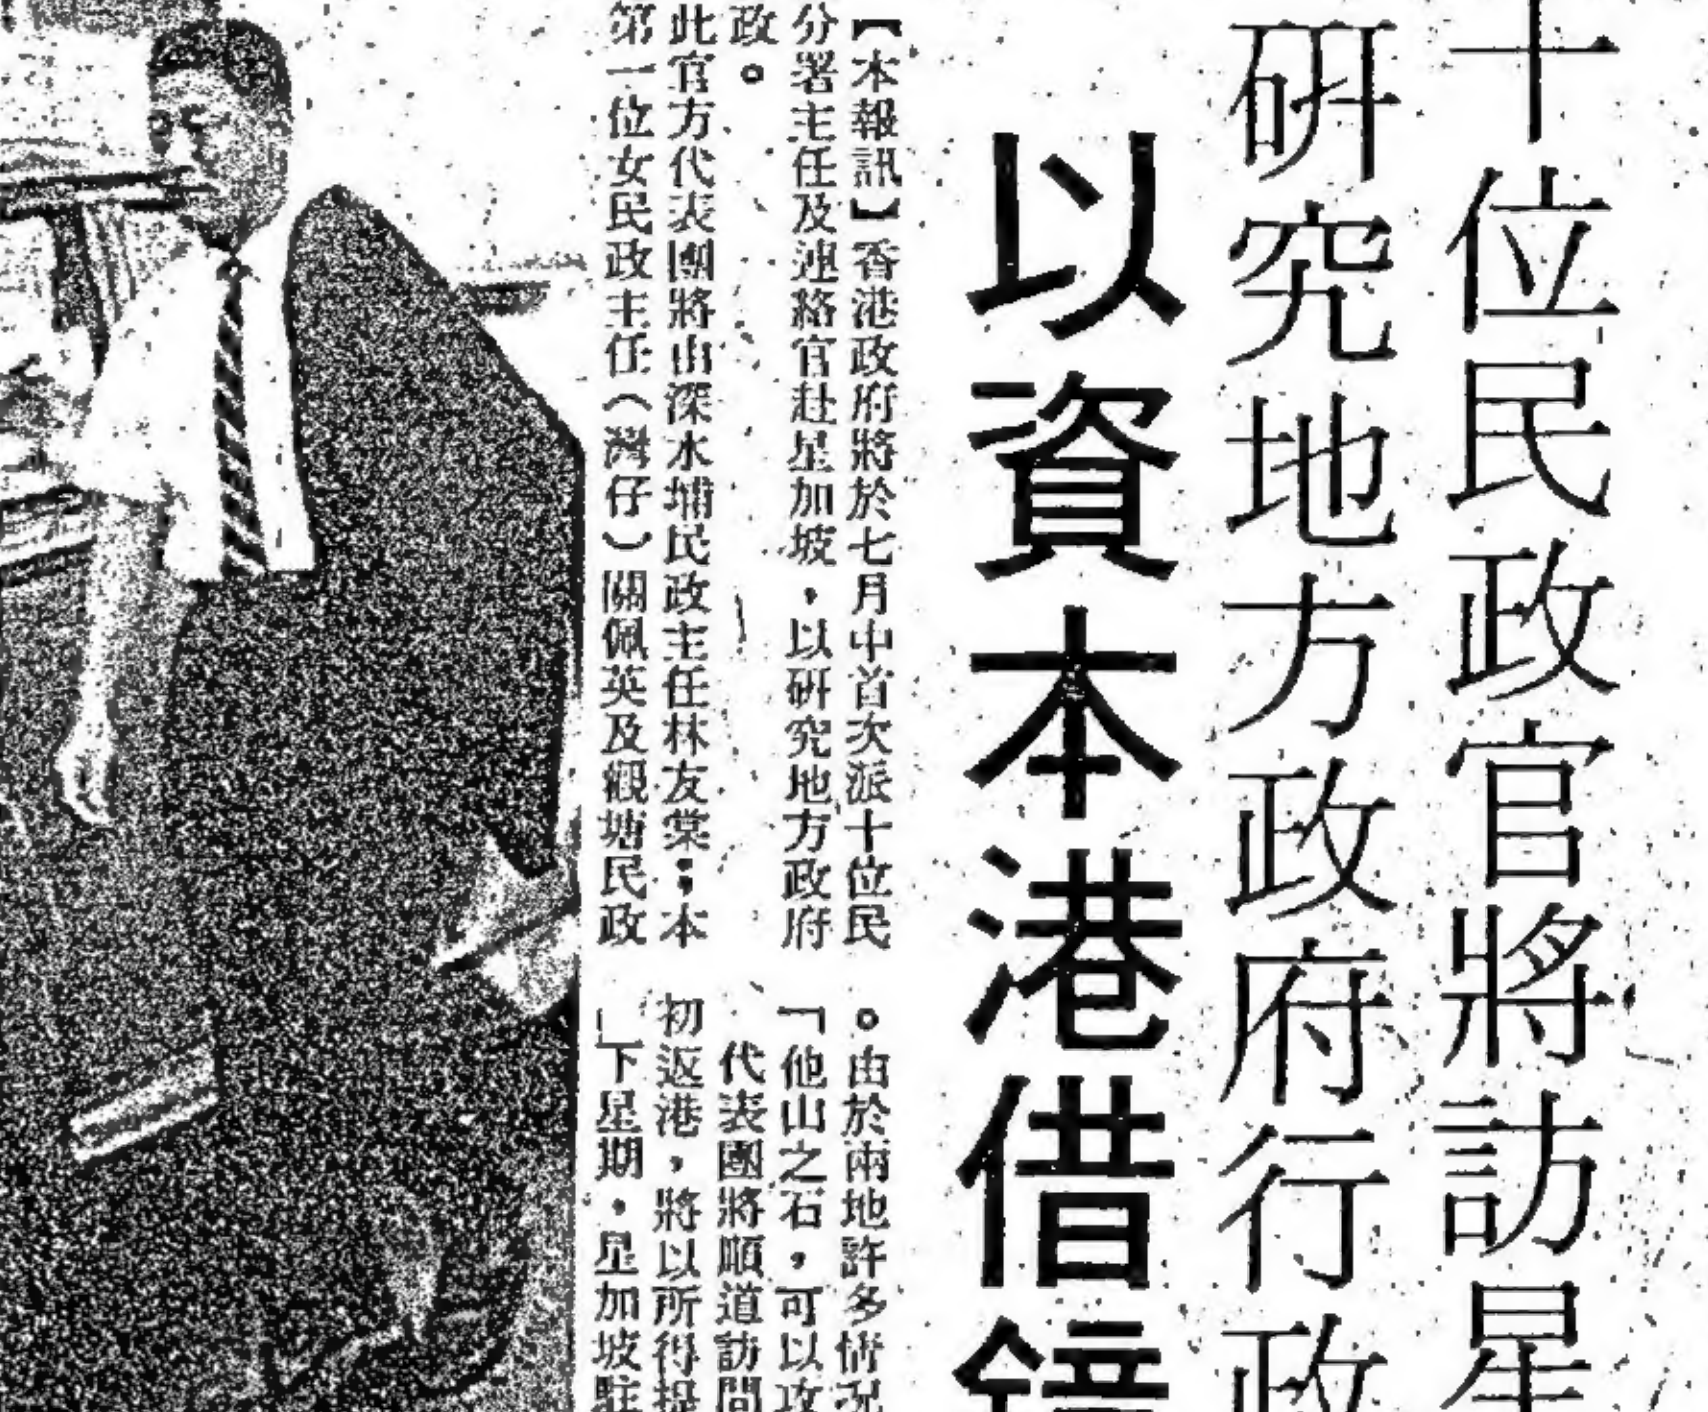 十位民政官將訪星
研究地方政府行政
以資本港借鏡
【本報訊】香港政府將於七月中首次派十位民
分署主任及連絡官赴星加坡，以研究地方政府
政。
此官方代表團將由深水埔民政主任林友棠；本
第一位女民政主任（灣仔）關佩英及觀塘民政
。由於兩地許多情況
「他山之石，可以攻
代表團將順道訪問
初返港，將以所得提
」下星期，星加坡駐